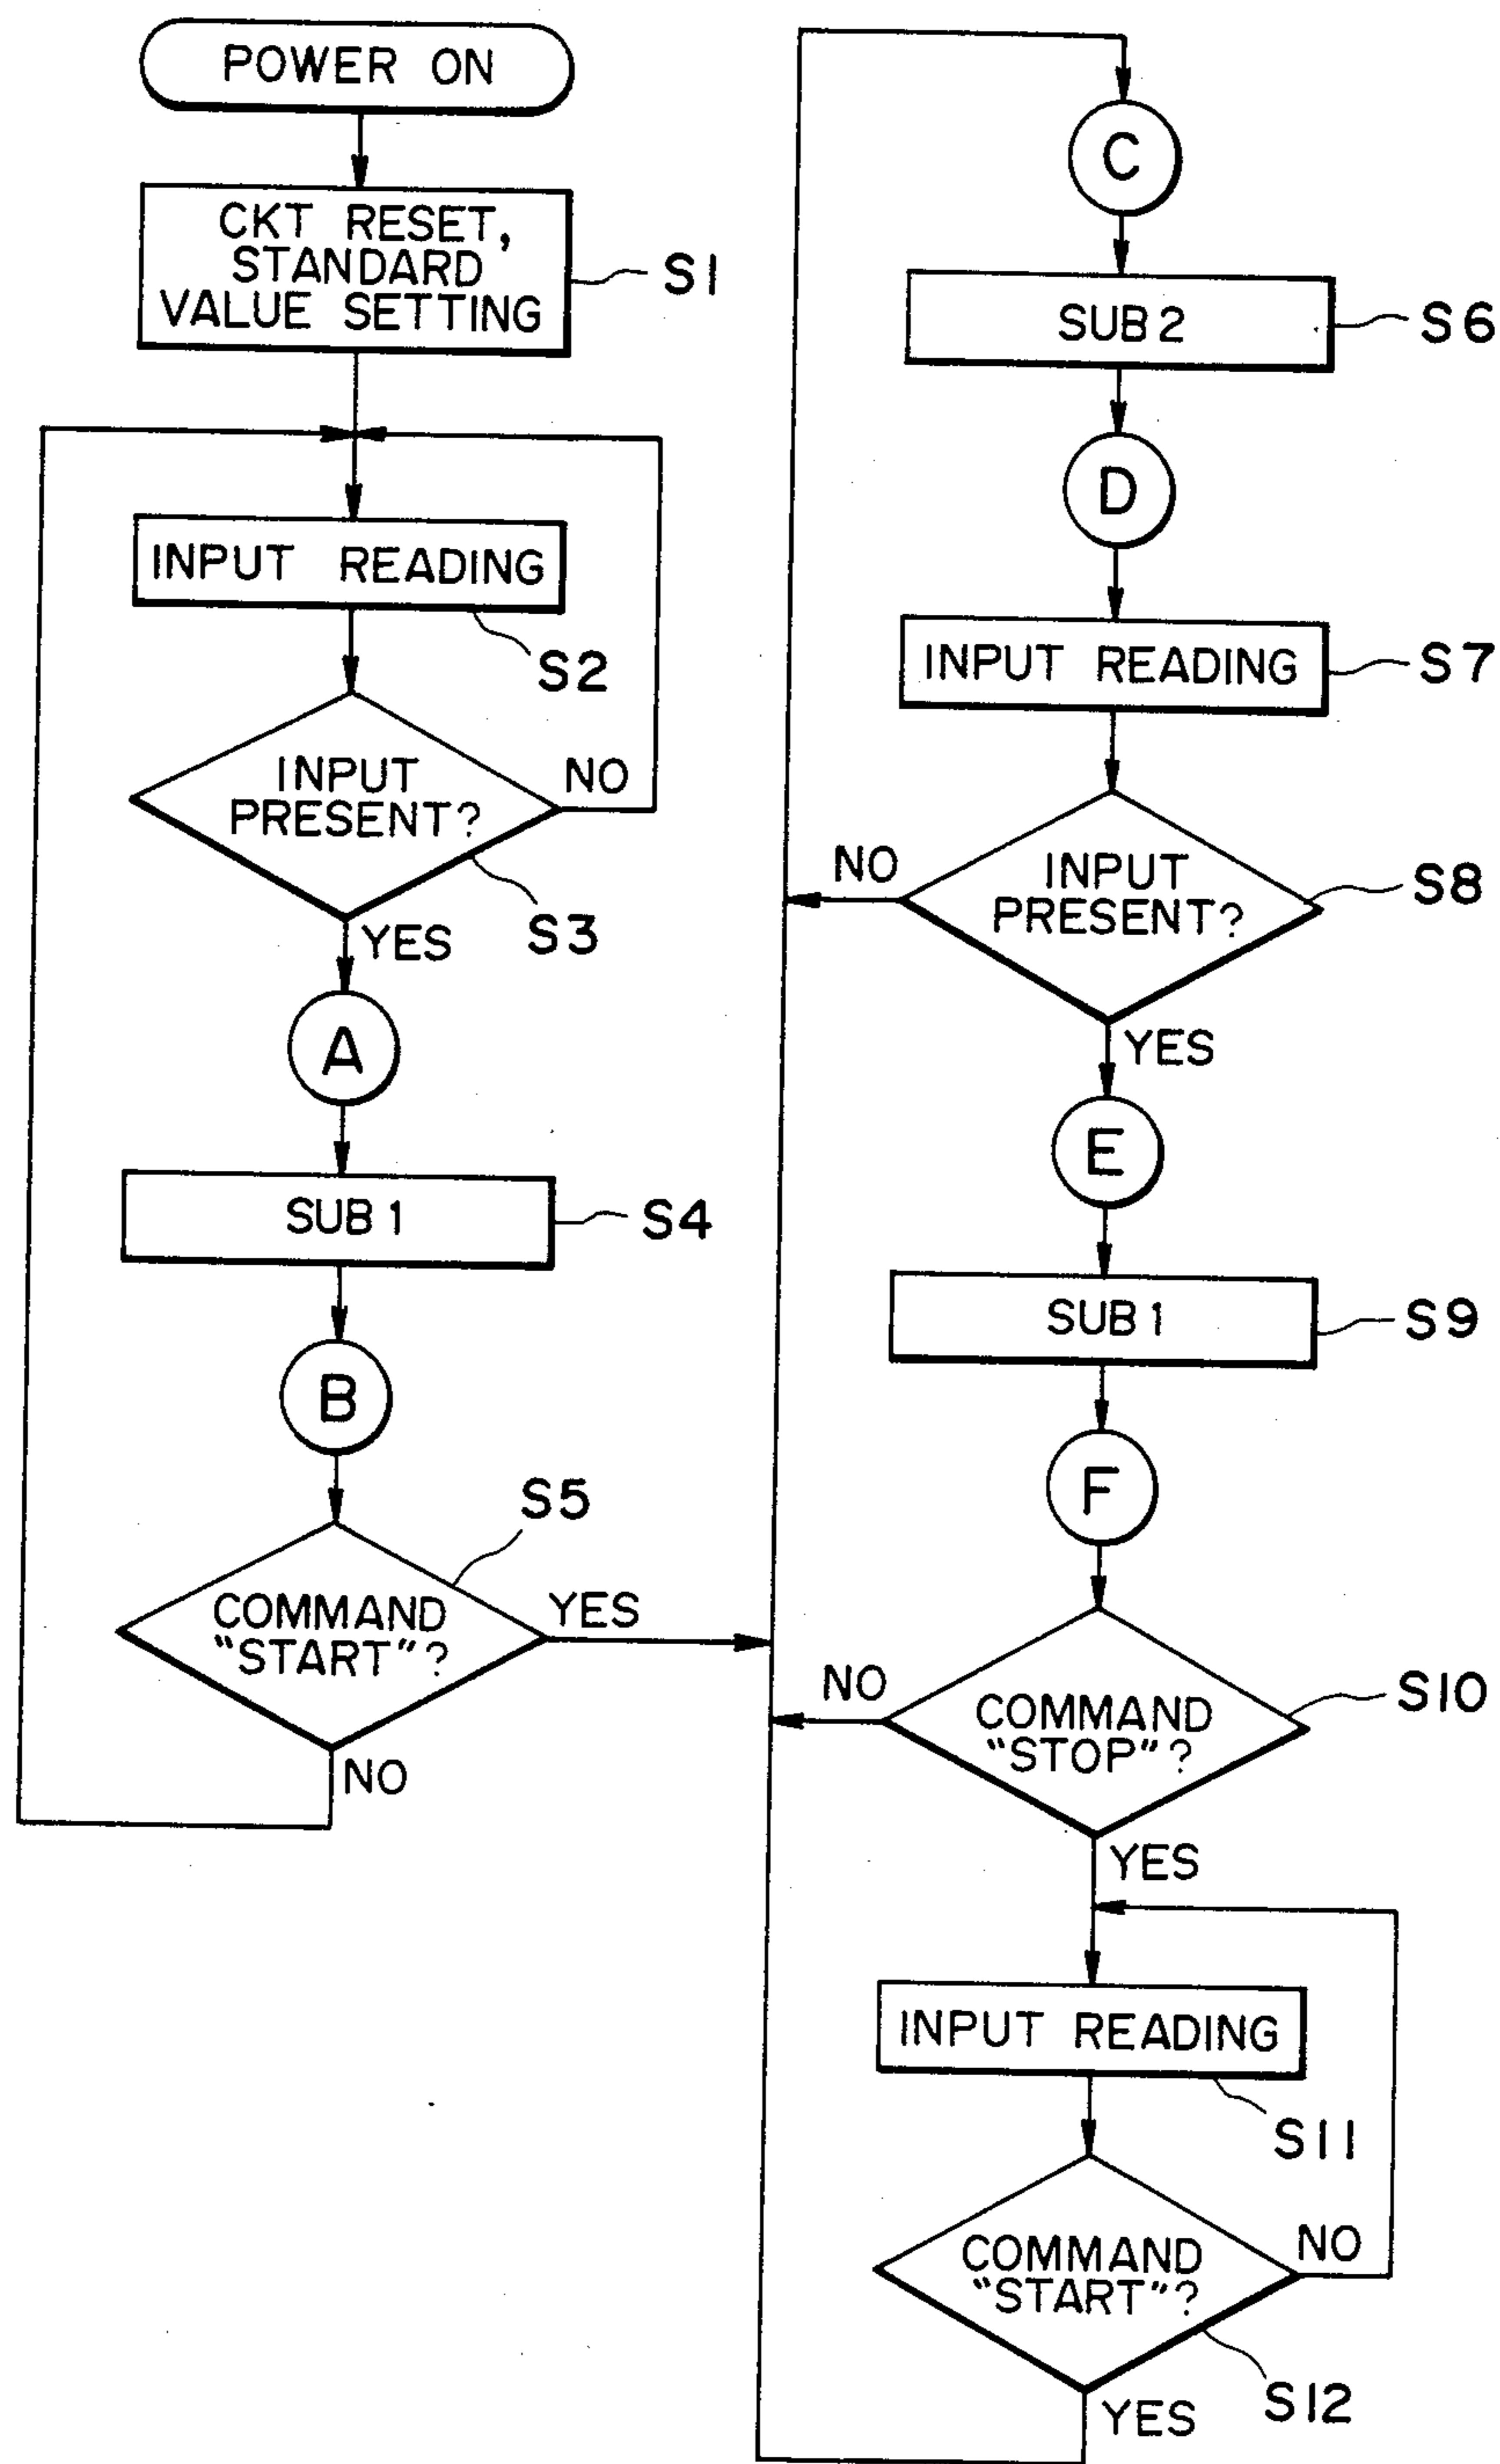 POWER ON
CKT RESET,
STANDARD
VALUE SETTING
S1
INPUT READING
S2
INPUT
PRESENT?
NO
S3
YES
A
SUB 1
S4
B
S5
COMMAND
"START"?
YES
NO
C
SUB 2
S6
D
INPUT READING
S7
NO
INPUT
PRESENT?
S8
YES
E
SUB 1
S9
F
NO
COMMAND
"STOP"?
S10
YES
INPUT READING
S11
COMMAND
"START"?
NO
S12
YES